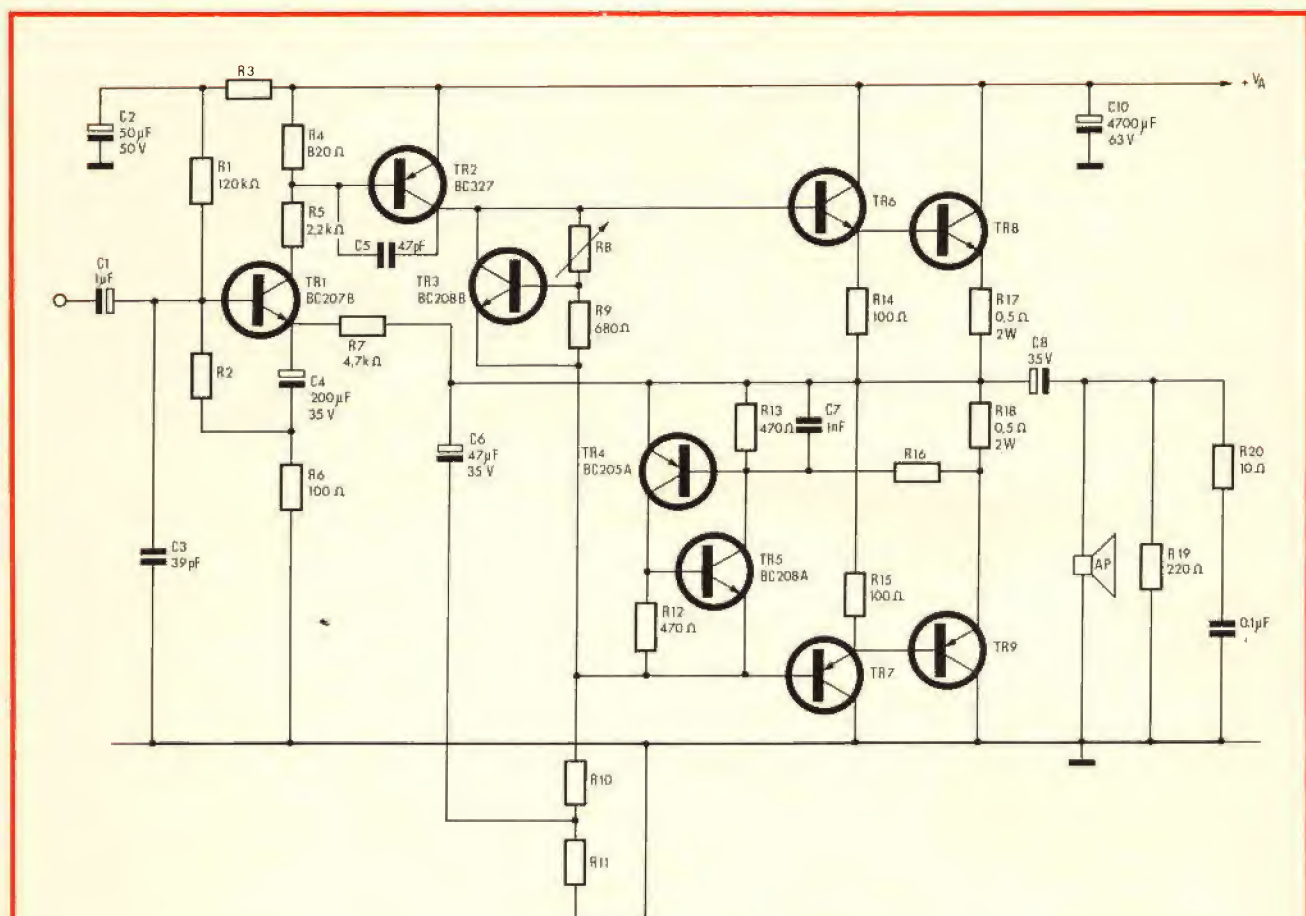 R3
+ VA
C2
50µF
50V
R1
120kΩ
R4
820Ω
R5
2,2kΩ
TR2
BC327
C5
47pF
C10
4700µF
63V
TR6
TR8
C1
1µF
TR1
BC207B
TR3
BC208B
R8
R9
680Ω
R14
100Ω
R17
0,5Ω
2W
C8
35V
R7
4,7kΩ
R2
C4
200µF
35V
R6
100Ω
C6
47µF
35V
TR4
BC205A
R13
470Ω
C7
1nF
R18
0,5Ω
2W
R16
R20
10Ω
C3
39pF
TR5
BC208A
R12
470Ω
R15
100Ω
AP
R19
220Ω
0.1µF
TR7
TR9
R10
R11